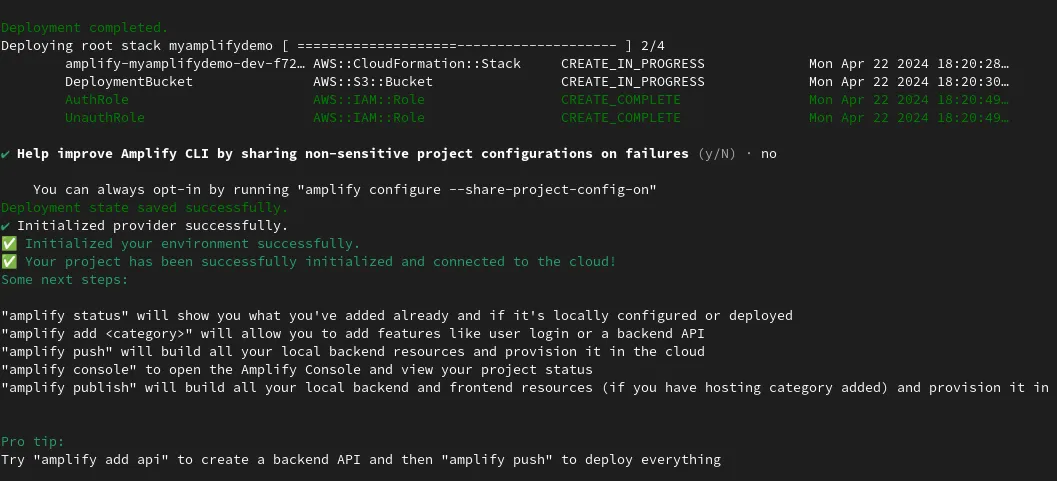 Deployment completed.
Deploying root stack myamplifydemo [ ====================-------------------- ] 2/4
amplify-myamplifydemo-dev-f72… AWS::CloudFormation::Stack CREATE_IN_PROGRESS Mon Apr 22 2024 18:20:28…
DeploymentBucket AWS::S3::Bucket CREATE_IN_PROGRESS Mon Apr 22 2024 18:20:30…
AuthRole AWS::IAM::Role CREATE_COMPLETE Mon Apr 22 2024 18:20:49…
UnauthRole AWS::IAM::Role CREATE_COMPLETE Mon Apr 22 2024 18:20:49…
✔ Help improve Amplify CLI by sharing non-sensitive project configurations on failures (y/N) · no
You can always opt-in by running "amplify configure --share-project-config-on"
Deployment state saved successfully.
✔ Initialized provider successfully.
✅ Initialized your environment successfully.
✅ Your project has been successfully initialized and connected to the cloud!
Some next steps:
"amplify status" will show you what you've added already and if it's locally configured or deployed
"amplify add <category>" will allow you to add features like user login or a backend API
"amplify push" will build all your local backend resources and provision it in the cloud
"amplify console" to open the Amplify Console and view your project status
"amplify publish" will build all your local backend and frontend resources (if you have hosting category added) and provision it in
Pro tip:
Try "amplify add api" to create a backend API and then "amplify push" to deploy everything